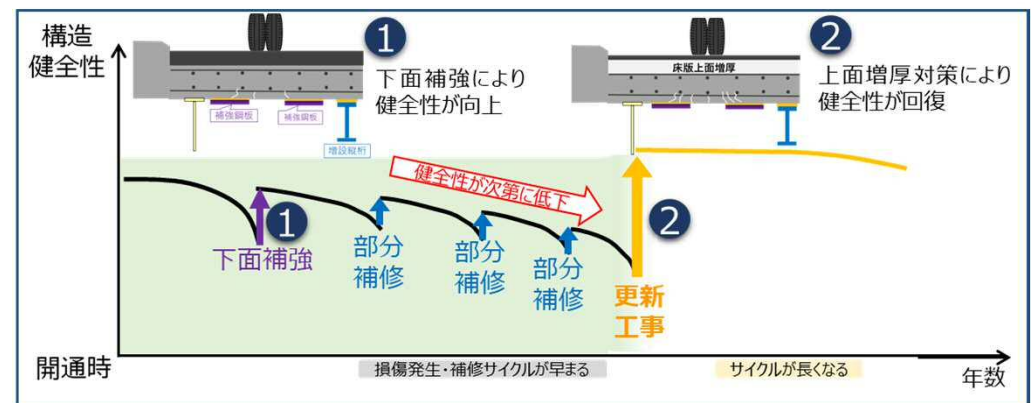 構造
健全性
1
下面補強により
健全性が向上
補強鋼板
補強鋼板
増設縦桁
2
上面増厚対策により
健全性が回復
床版上面増厚
健全性が次第に低下
1
下面補強
部分
補修
部分
補修
部分
補修
2
更新
工事
開通時
損傷発生・補修サイクルが早まる
サイクルが長くなる
年数